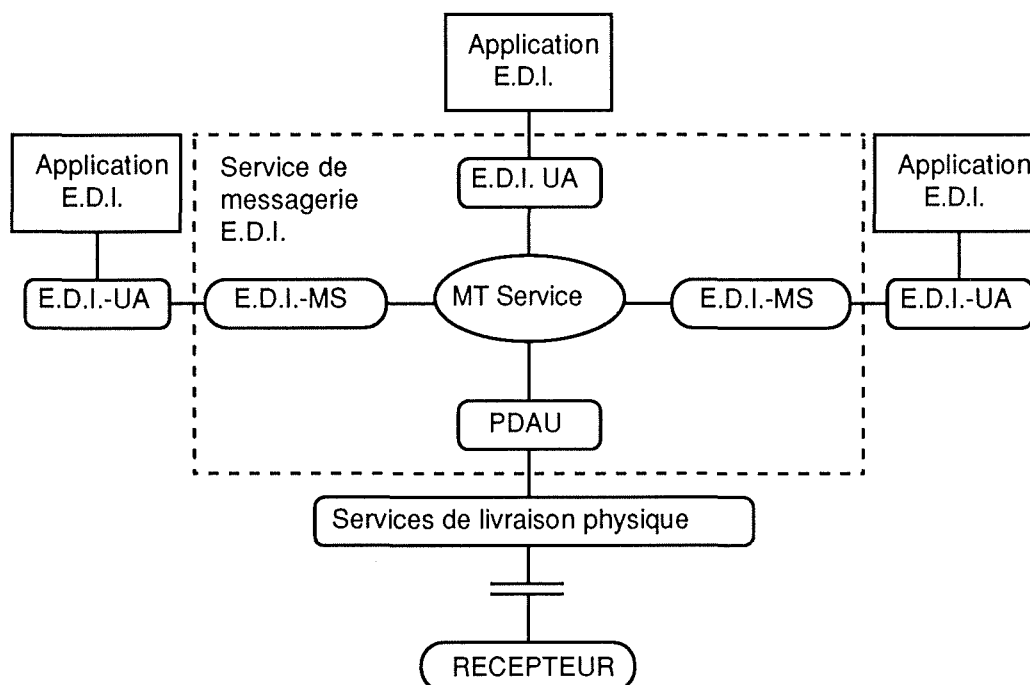 Application
E.D.I.
Application
E.D.I.
Service de
messagerie
E.D.I.
E.D.I. UA
Application
E.D.I.
E.D.I.-UA
E.D.I.-MS
MT Service
E.D.I.-MS
E.D.I.-UA
PDAU
Services de livraison physique
RECEPTEUR